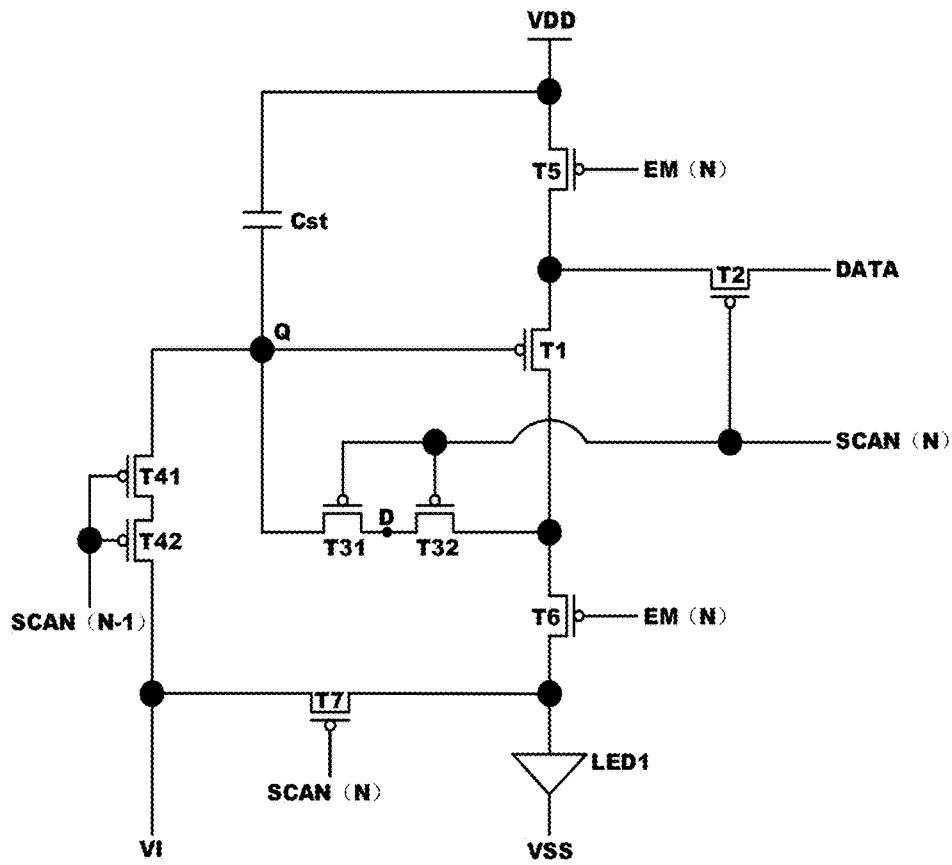 VDD
T5
EM（N）
Cst
T2
DATA
Q
T1
SCAN（N）
T41
D
T42
T31
T32
SCAN（N-1）
T6
EM（N）
T7
LED1
SCAN（N）
VI
VSS